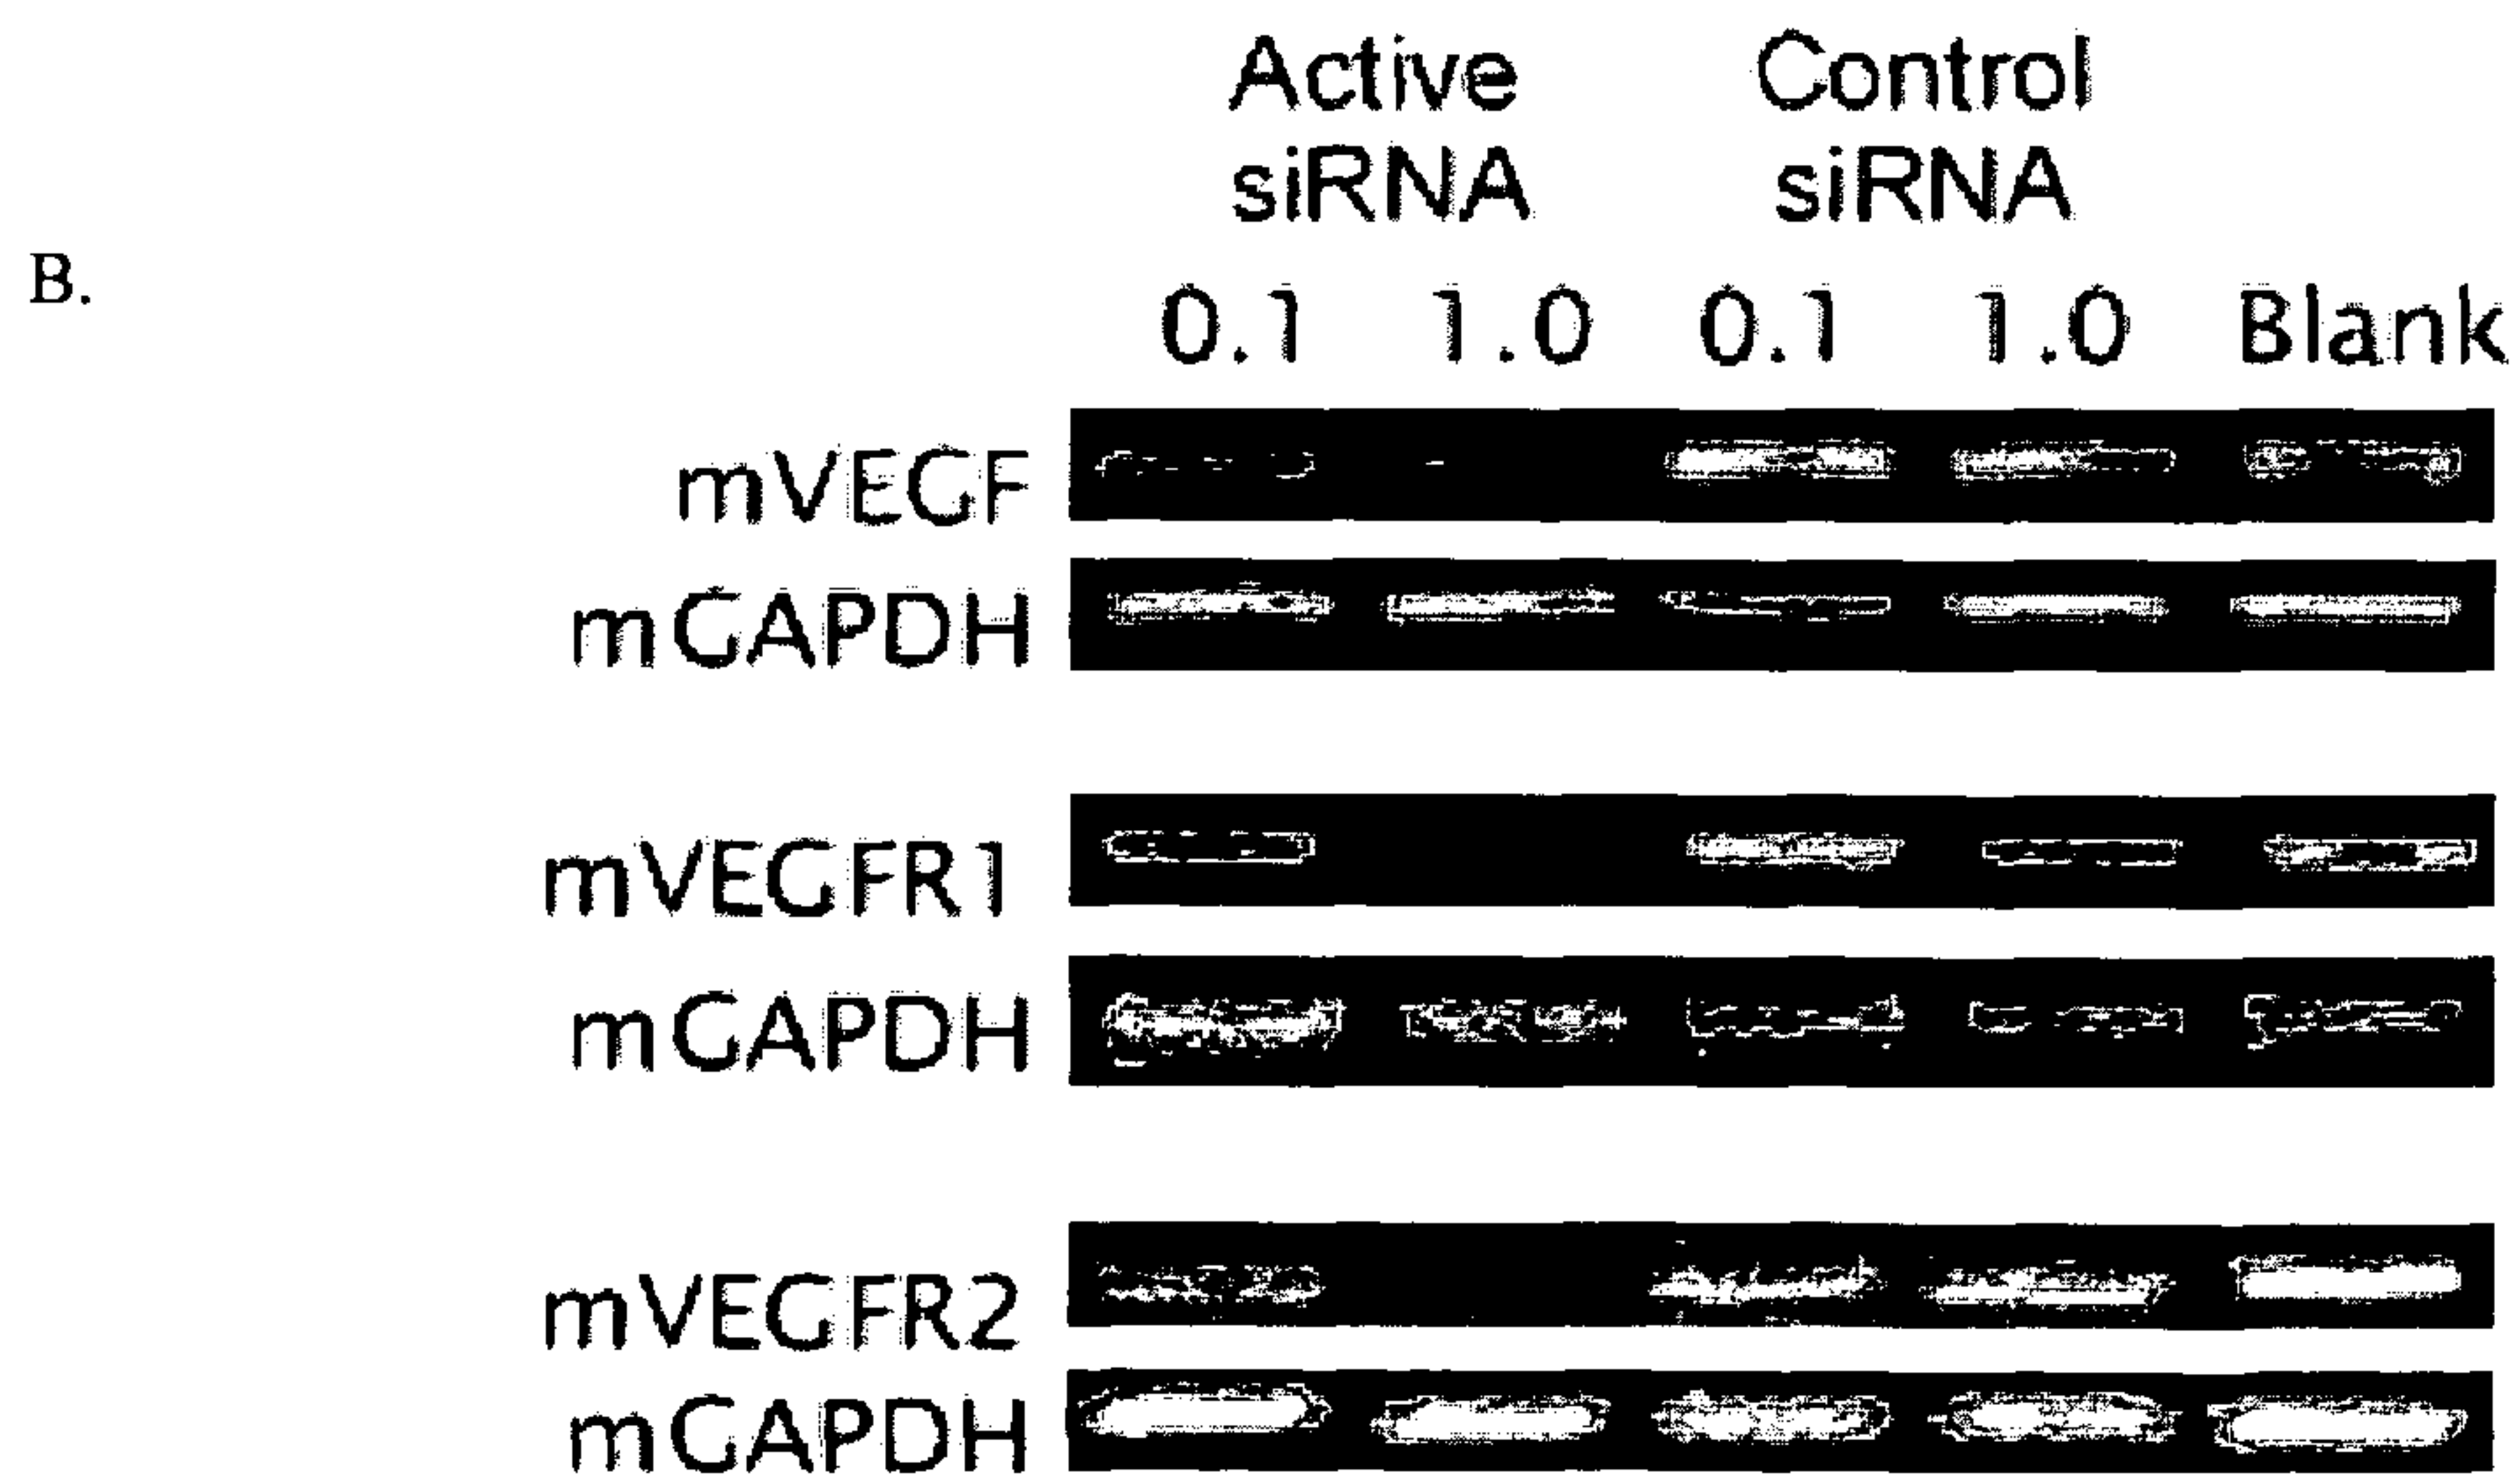 Active Control
siRNA siRNA
B.
0.1 1.0 0.1 1.0 Blank
mVEGF
mGAPDH
mVEGFR1
mGAPDH
mVEGFR2
mGAPDH